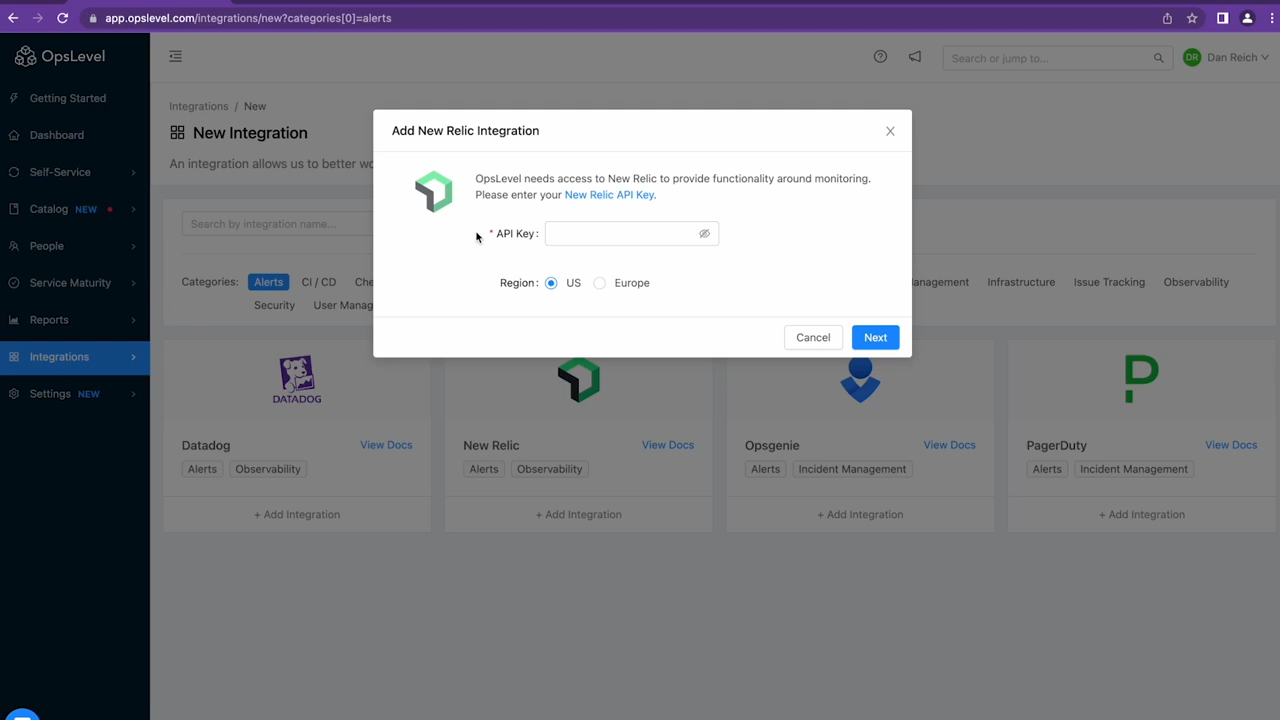 app.opslevel.com/integrations/new?categories[0]=alerts
OpsLevel
Search or jump to...
DR Dan Reich
Getting Started
Dashboard
Self-Service
Catalog NEW
People
Service Maturity
Reports
Integrations
Settings NEW
Integrations / New
New Integration
An integration allows us to better wo
Search by integration name...
Categories: Alerts CI / CD Che
anagement Infrastructure Issue Tracking Observability
Security User Manag
Add New Relic Integration
OpsLevel needs access to New Relic to provide functionality around monitoring.
Please enter your New Relic API Key.
* API Key:
Region: US Europe
Cancel Next
DATADOG
Datadog View Docs
Alerts Observability
+ Add Integration
New Relic View Docs
Alerts Observability
+ Add Integration
Opsgenie View Docs
Alerts Incident Management
+ Add Integration
PagerDuty View Docs
Alerts Incident Management
+ Add Integration